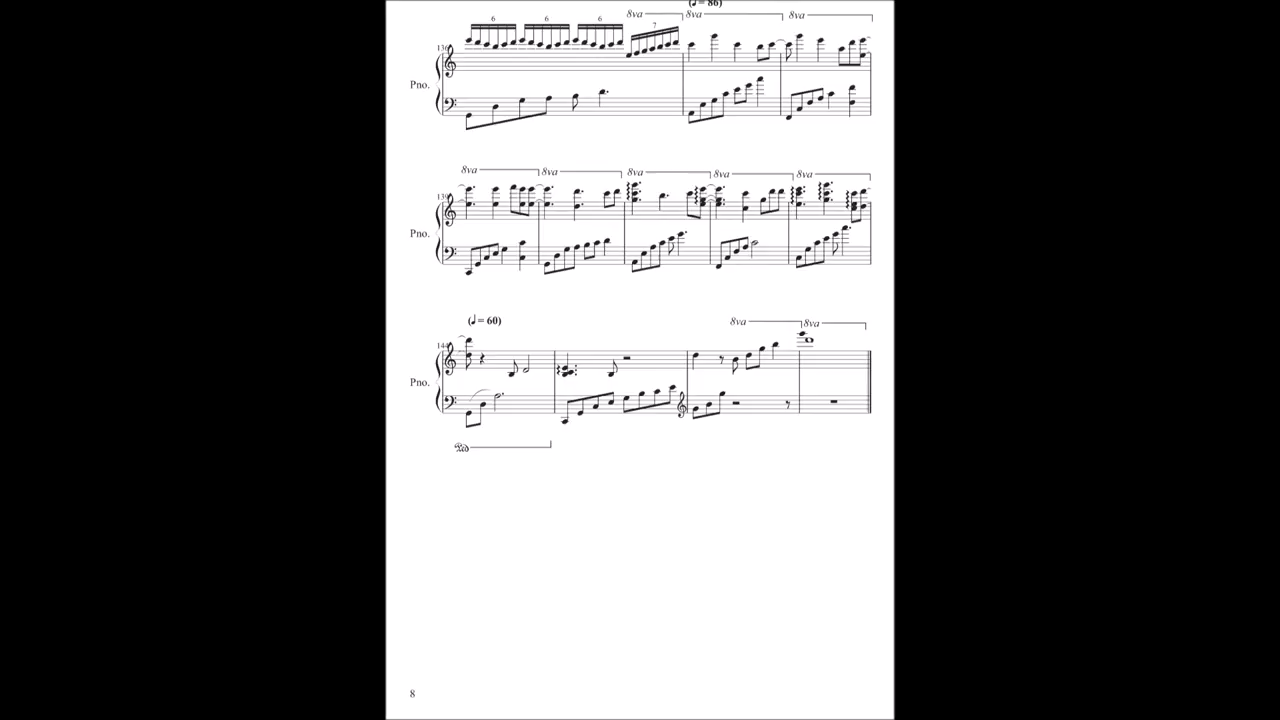 (♩ = 86)
8va 8va 8va
6 6 6 7
136
Pno.
8va 8va 8va 8va 8va
139
Pno.
(♩ = 60)
8va 8va
144
Pno.
8